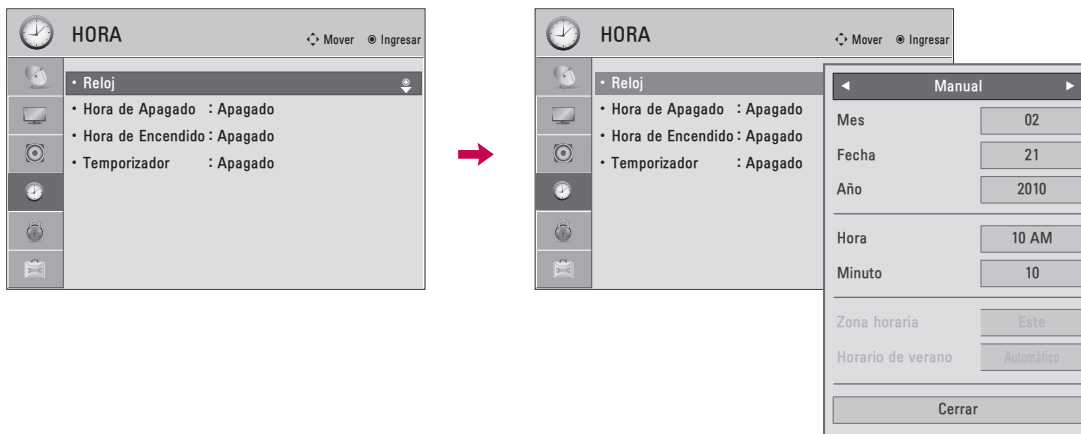 HORA
Mover Ingresar
• Reloj
• Hora de Apagado : Apagado
• Hora de Encendido : Apagado
• Temporizador : Apagado
HORA
Mover Ingresar
• Reloj
• Hora de Apagado : Apagado
• Hora de Encendido : Apagado
• Temporizador : Apagado
Manual
Mes 02
Fecha 21
Año 2010
Hora 10 AM
Minuto 10
Zona horaria Este
Horario de verano Automático
Cerrar